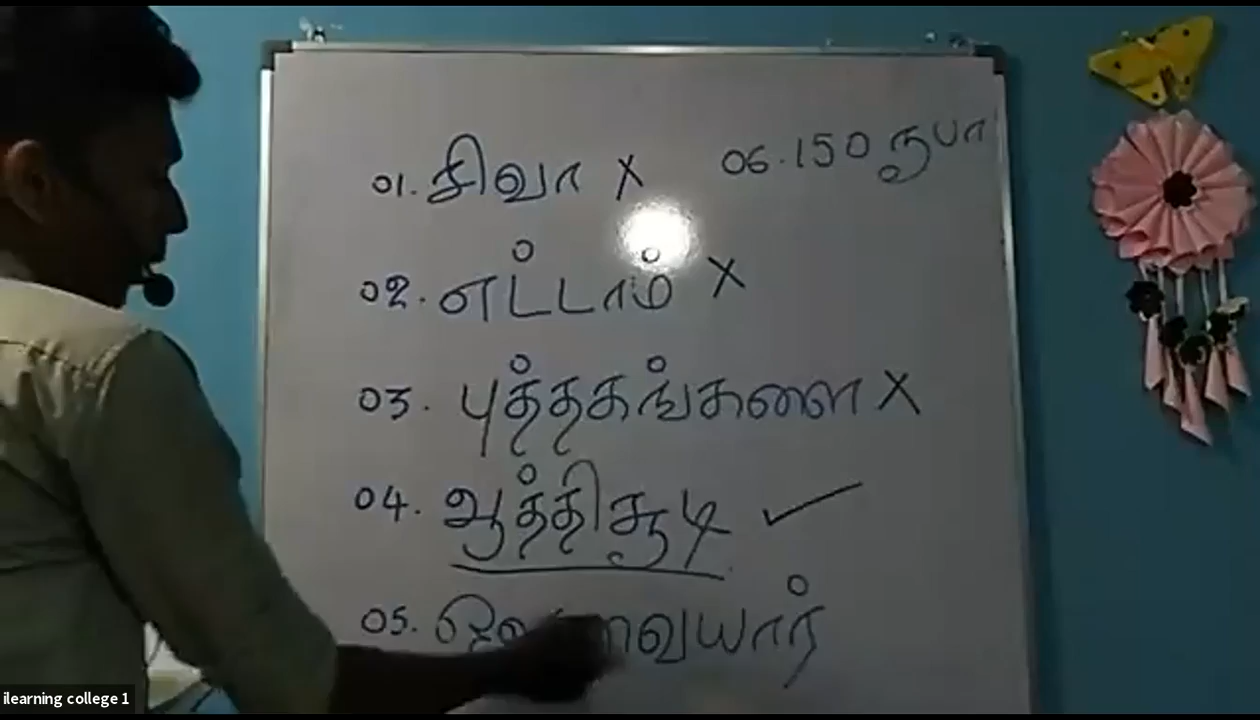 01. சிவா X
06. 150 ரூபா
02. எட்டாம் X
03. புத்தகங்களை X
04. ஆத்திசூடி ✓
05.
ilearning college 1